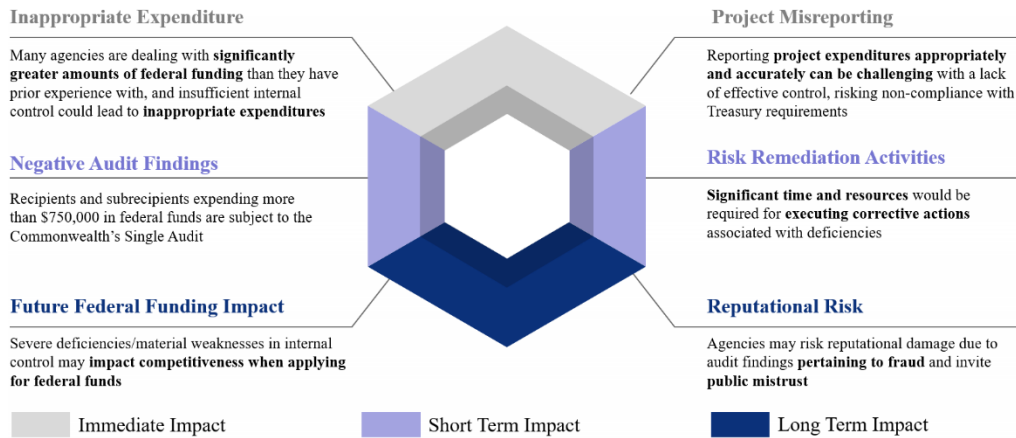 Inappropriate Expenditure
Many agencies are dealing with significantly
greater amounts of federal funding than they have
prior experience with, and insufficient internal
control could lead to inappropriate expenditures
Project Misreporting
Reporting project expenditures appropriately
and accurately can be challenging with a lack
of effective control, risking non-compliance with
Treasury requirements
Negative Audit Findings
Recipients and subrecipients expending more
than $750,000 in federal funds are subject to the
Commonwealth's Single Audit
Risk Remediation Activities
Significant time and resources would be
required for executing corrective actions
associated with deficiencies
Future Federal Funding Impact
Severe deficiencies/material weaknesses in internal
control may impact competitiveness when applying
for federal funds
Reputational Risk
Agencies may risk reputational damage due to
audit findings pertaining to fraud and invite
public mistrust
Immediate Impact
Short Term Impact
Long Term Impact